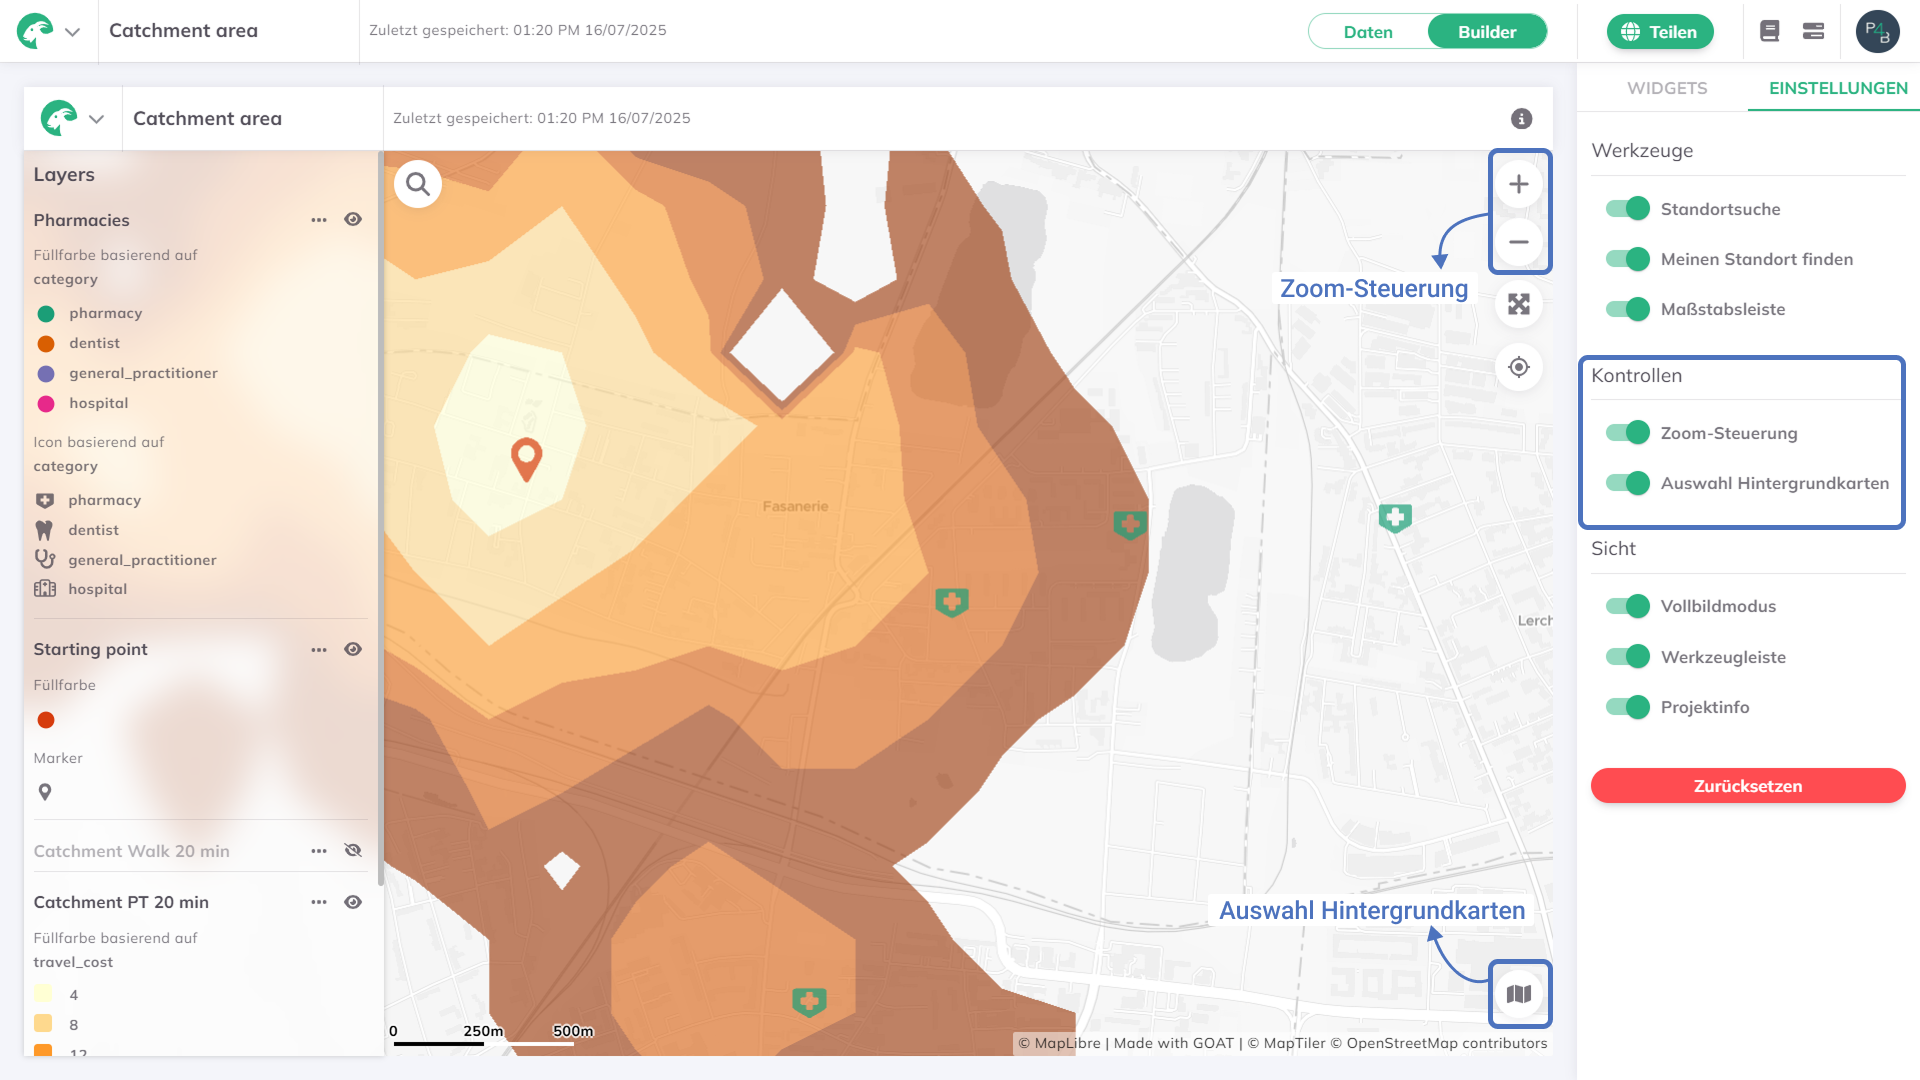 Catchment area
Zuletzt gespeichert: 01:20 PM 16/07/2025
Daten
Builder
Teilen
P4B
Catchment area
Zuletzt gespeichert: 01:20 PM 16/07/2025
WIDGETS
EINSTELLUNGEN
Layers
Pharmacies
Füllfarbe basierend auf
category
pharmacy
dentist
general_practitioner
hospital
Icon basierend auf
category
pharmacy
dentist
general_practitioner
hospital
Starting point
Füllfarbe
Marker
Catchment Walk 20 min
Catchment PT 20 min
Füllfarbe basierend auf
travel_cost
4
8
12
Zoom-Steuerung
Fasanerie
Lerch
Auswahl Hintergrundkarten
0 250m 500m
© MapLibre | Made with GOAT | © MapTiler © OpenStreetMap contributors
Werkzeuge
Standortsuche
Meinen Standort finden
Maßstabsleiste
Kontrollen
Zoom-Steuerung
Auswahl Hintergrundkarten
Sicht
Vollbildmodus
Werkzeugleiste
Projektinfo
Zurücksetzen